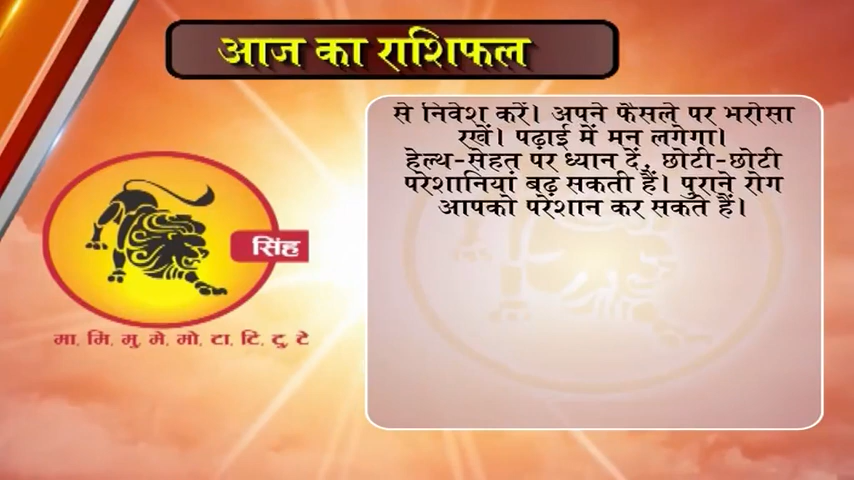 आज का राशिफल
से निवेश करें। अपने फैसले पर भरोसा
रखें। पढ़ाई में मन लगेगा।
हेल्थ-सेहत पर ध्यान दें, छोटी-छोटी
परेशानियां बढ़ सकती हैं। पुराने रोग
आपको परेशान कर सकते हैं।
सिंह
मा, मि, मु, मे, मो, टा, टि, टु, टे